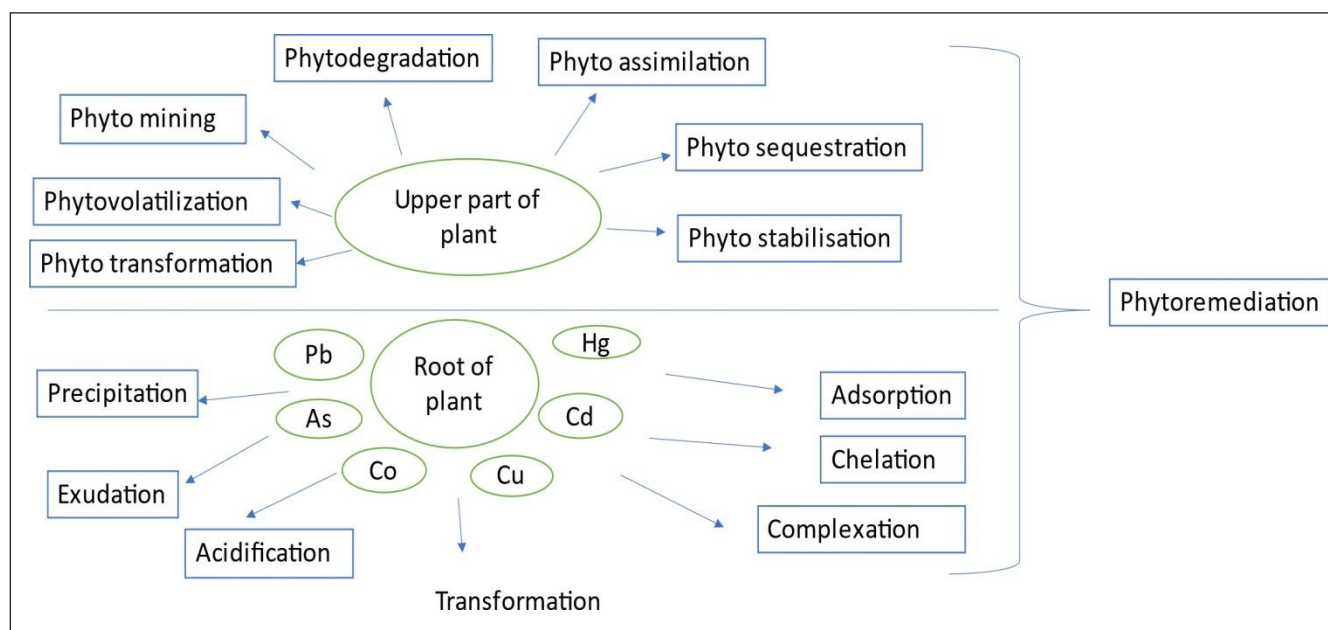 Phytodegradation
Phyto assimilation
Phyto mining
Phyto sequestration
Phytovolatilization
Upper part of
plant
Phyto stabilisation
Phyto transformation
Phytoremediation
Pb
Hg
Root of
plant
Precipitation
Adsorption
As
Cd
Chelation
Co
Cu
Exudation
Complexation
Acidification
Transformation